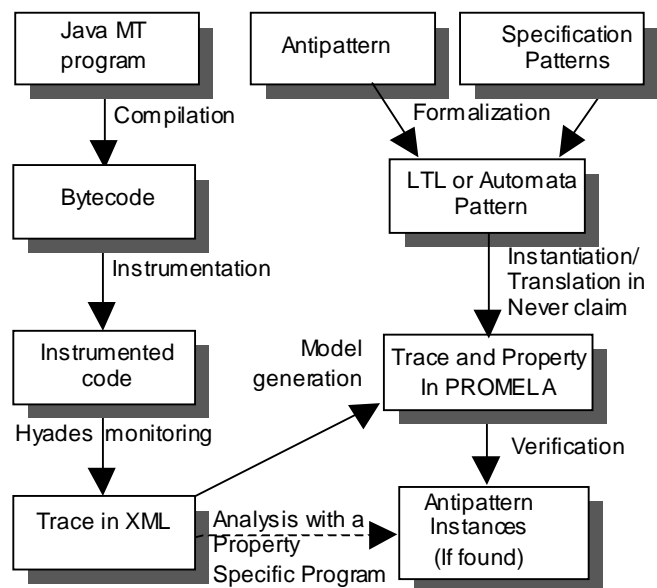 Java MT
program
Antipattern
Specification
Patterns
Compilation
Formalization
Bytecode
LTL or Automata
Pattern
Instrumentation
Instantiation/
Translation in
Never claim
Instrumented
code
Model
generation
Trace and Property
In PROMELA
Hyades monitoring
Verification
Trace in XML
Analysis with a
Property
Specific Program
Antipattern
Instances
(If found)